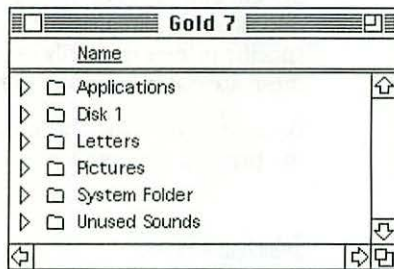 Gold 7
Name
Applications
Disk 1
Letters
Pictures
System Folder
Unused Sounds